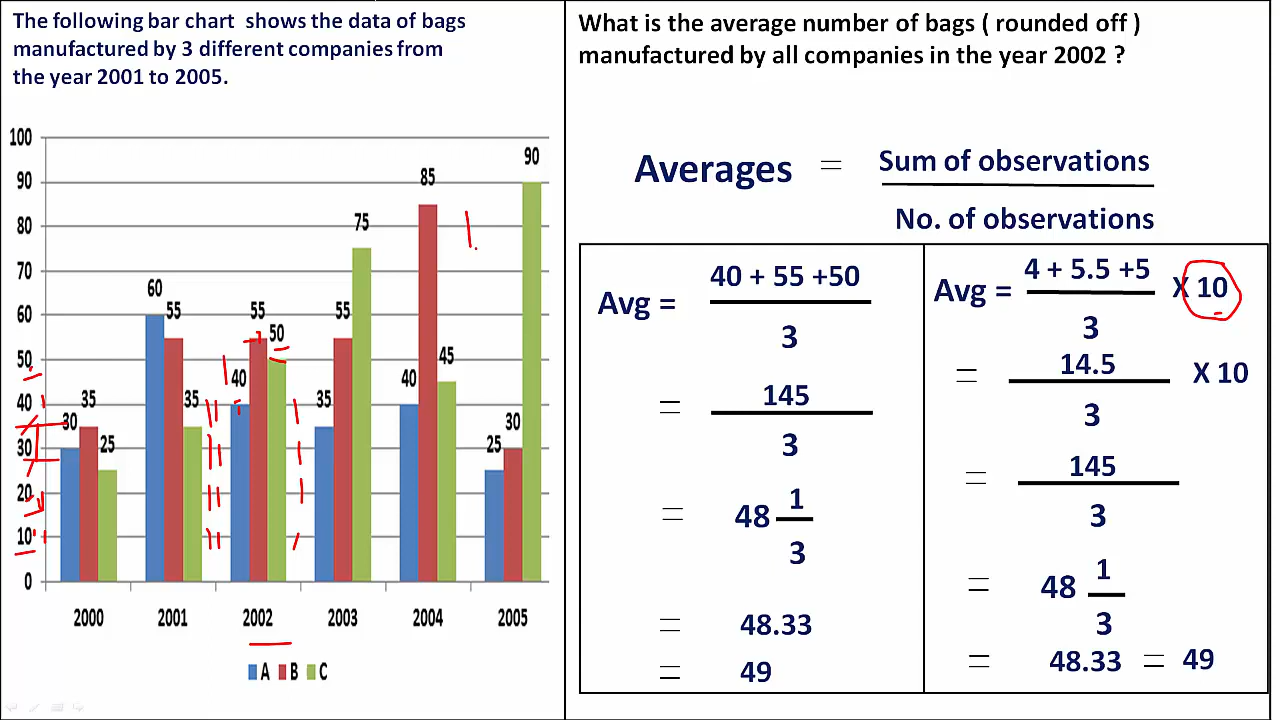 The following bar chart shows the data of bags
manufactured by 3 different companies from
the year 2001 to 2005.
100
90
80
70
60
50
40
30
20
10
0
30
35
25
60
55
35
40
55
50
35
55
75
40
85
45
25
30
90
2000 2001 2002 2003 2004 2005
A B C
What is the average number of bags ( rounded off )
manufactured by all companies in the year 2002 ?
Averages = Sum of observations
No. of observations
Avg = 40 + 55 +50
3
= 145
3
= 48 1
3
= 48.33
= 49
Avg = 4 + 5.5 +5 X 10
3
= 14.5 X 10
3
= 145
3
= 48 1
3
= 48.33 = 49